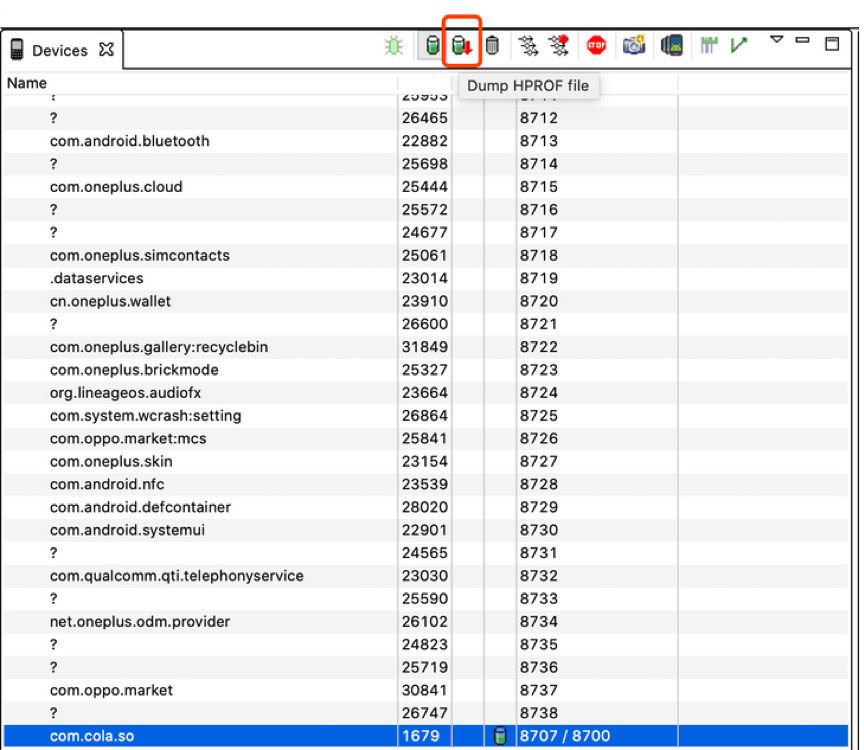 Devices
STOP
Name
Dump HPROF file
? 26465 8712
com.android.bluetooth 22882 8713
? 25698 8714
com.oneplus.cloud 25444 8715
? 25572 8716
? 24677 8717
com.oneplus.simcontacts 25061 8718
.dataservices 23014 8719
cn.oneplus.wallet 23910 8720
? 26600 8721
com.oneplus.gallery:recyclebin 31849 8722
com.oneplus.brickmode 25327 8723
org.lineageos.audiofx 23664 8724
com.system.wcrash:setting 26864 8725
com.oppo.market:mcs 25841 8726
com.oneplus.skin 23154 8727
com.android.nfc 23539 8728
com.android.defcontainer 28020 8729
com.android.systemui 22901 8730
? 24565 8731
com.qualcomm.qti.telephonyservice 23030 8732
? 25590 8733
net.oneplus.odm.provider 26102 8734
? 24823 8735
? 25719 8736
com.oppo.market 30841 8737
? 26747 8738
com.cola.so 1679 8707 / 8700